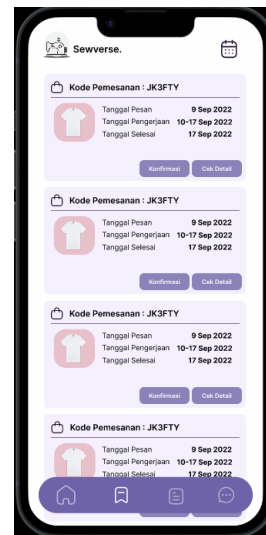 Sewverse.
Kode Pemesanan : JK3FTY
Tanggal Pesan 9 Sep 2022
Tanggal Pengerjaan 10-17 Sep 2022
Tanggal Selesai 17 Sep 2022
Konfirmasi Cek Detail
Kode Pemesanan : JK3FTY
Tanggal Pesan 9 Sep 2022
Tanggal Pengerjaan 10-17 Sep 2022
Tanggal Selesai 17 Sep 2022
Konfirmasi Cek Detail
Kode Pemesanan : JK3FTY
Tanggal Pesan 9 Sep 2022
Tanggal Pengerjaan 10-17 Sep 2022
Tanggal Selesai 17 Sep 2022
Konfirmasi Cek Detail
Kode Pemesanan : JK3FTY
Tanggal Pesan 9 Sep 2022
Tanggal Pengerjaan 10-17 Sep 2022
Tanggal Selesai 17 Sep 2022